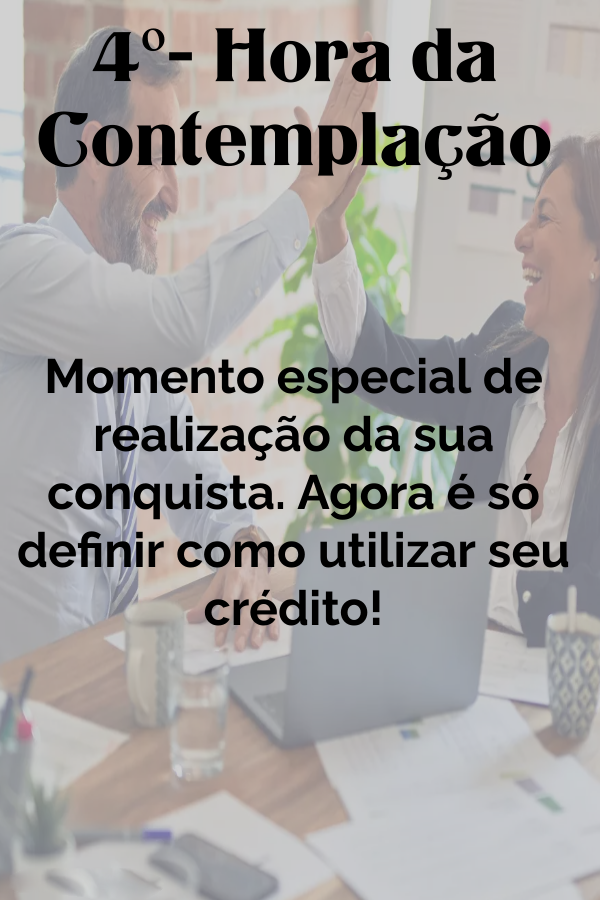 4º- Hora da
Contemplação
Momento especial de
realização da sua
conquista. Agora é só
definir como utilizar seu
crédito!